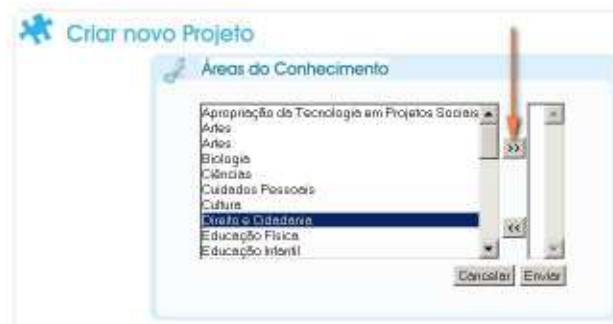 Criar novo Projeto
Áreas do Conhecimento
Apropriação da Tecnologia em Projetos Sociais
Artes
Artes
Biologia
Ciências
Cuidados Pessoais
Cultura
Direito e Cidadania
Educação Física
Educação Infantil
>>
<<
Cancelar Enviar